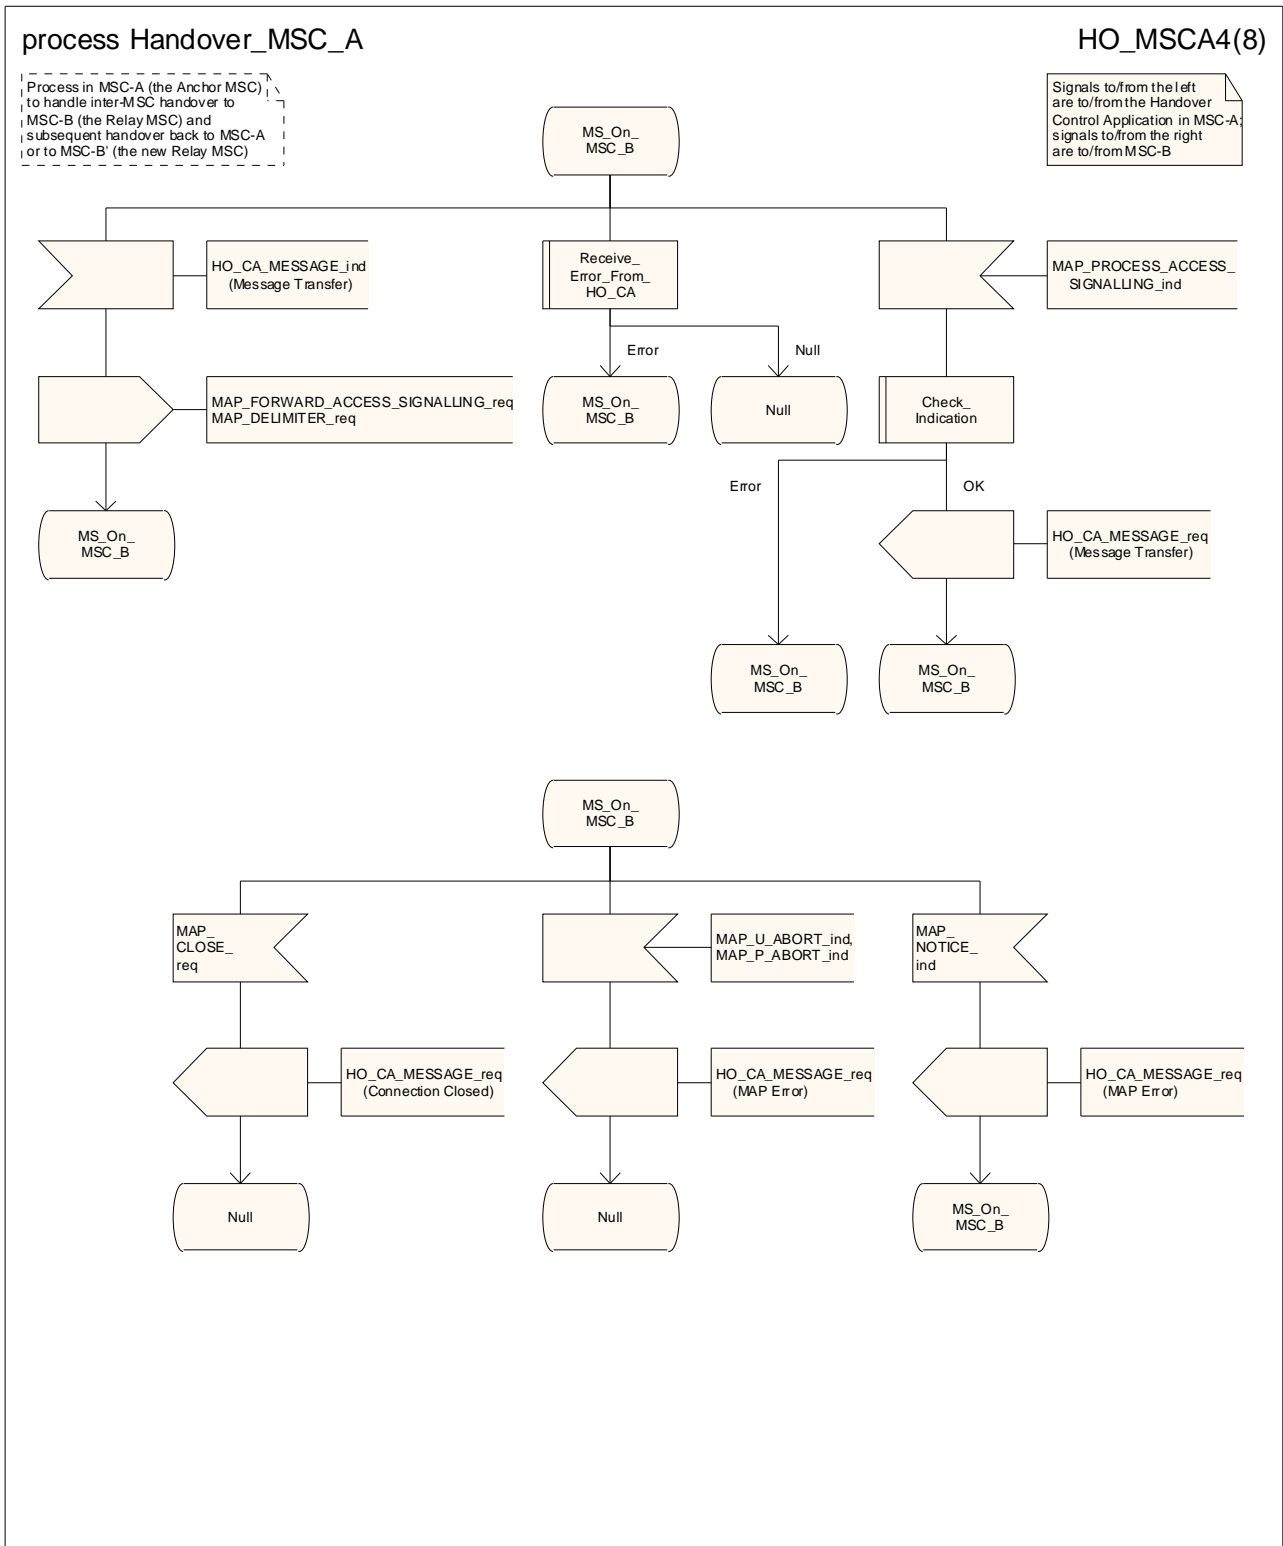 process Handover_MSC_A
HO_MSCA4(8)
Process in MSC-A (the Anchor MSC)
to handle inter-MSC handover to
MSC-B (the Relay MSC) and
subsequent handover back to MSC-A
or to MSC-B' (the new Relay MSC)
Signals to/from the left
are to/from the Handover
Control Application in MSC-A;
signals to/from the right
are to/from MSC-B
MS_On_
MSC_B
HO_CA_MESSAGE_ind
(Message Transfer)
Receive_
Error_From_
HO_CA
MAP_PROCESS_ACCESS_
SIGNALLING_ind
Error
Null
MAP_FORWARD_ACCESS_SIGNALLING_req
MAP_DELIMITER_req
MS_On_
MSC_B
Null
Check_
Indication
Error
OK
MS_On_
MSC_B
HO_CA_MESSAGE_req
(Message Transfer)
MS_On_
MSC_B
MS_On_
MSC_B
MS_On_
MSC_B
MAP_
CLOSE_
req
MAP_U_ABORT_ind,
MAP_P_ABORT_ind
MAP_
NOTICE_
ind
HO_CA_MESSAGE_req
(Connection Closed)
HO_CA_MESSAGE_req
(MAP Error)
HO_CA_MESSAGE_req
(MAP Error)
Null
Null
MS_On_
MSC_B